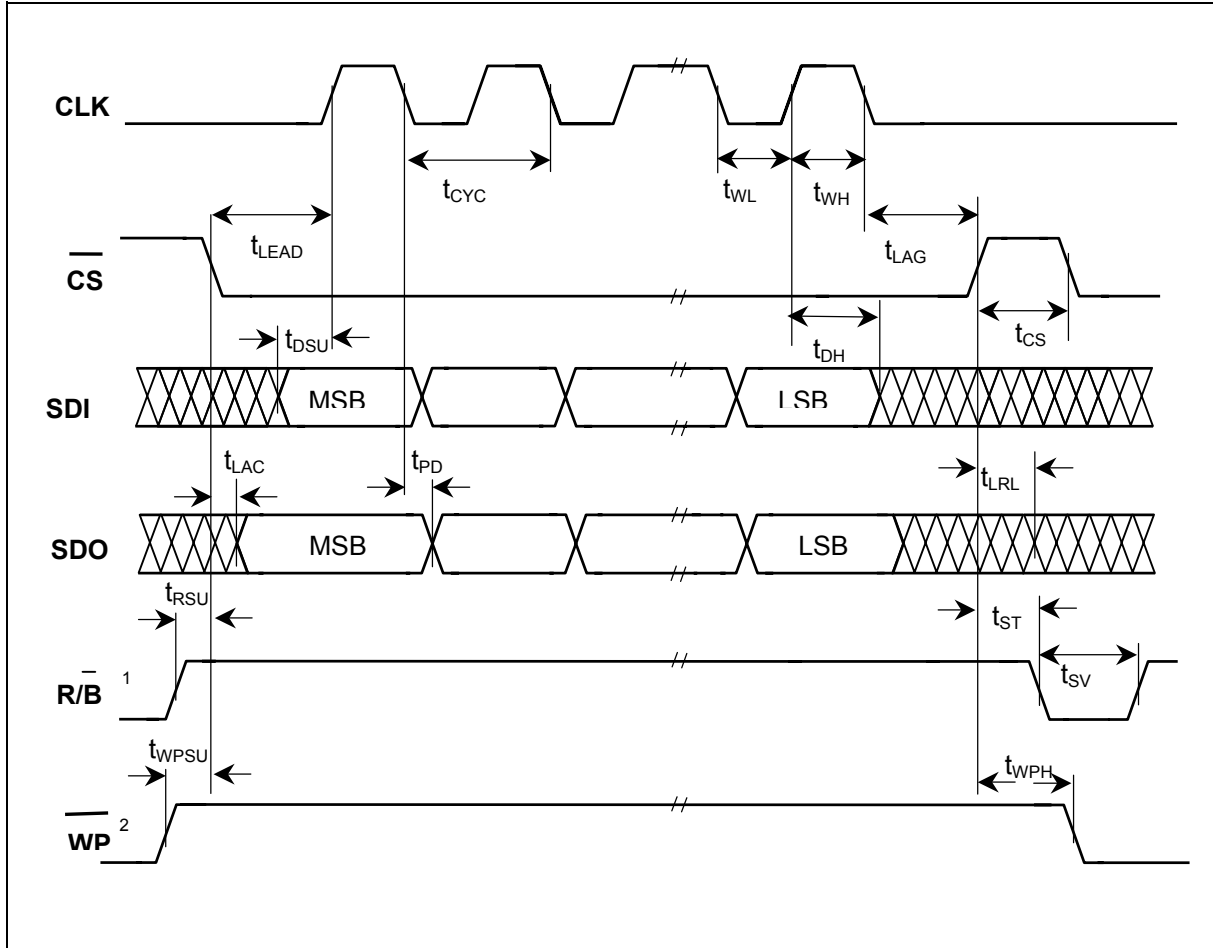 CLK
tCYC
tWL
tWH
tLEAD
tLAG
CS
tDSU
tDH
tCS
SDI
MSB
LSB
tLAC
tPD
tLRL
SDO
MSB
LSB
tRSU
tST
R/B 1
tSV
tWPSU
tWPH
WP 2